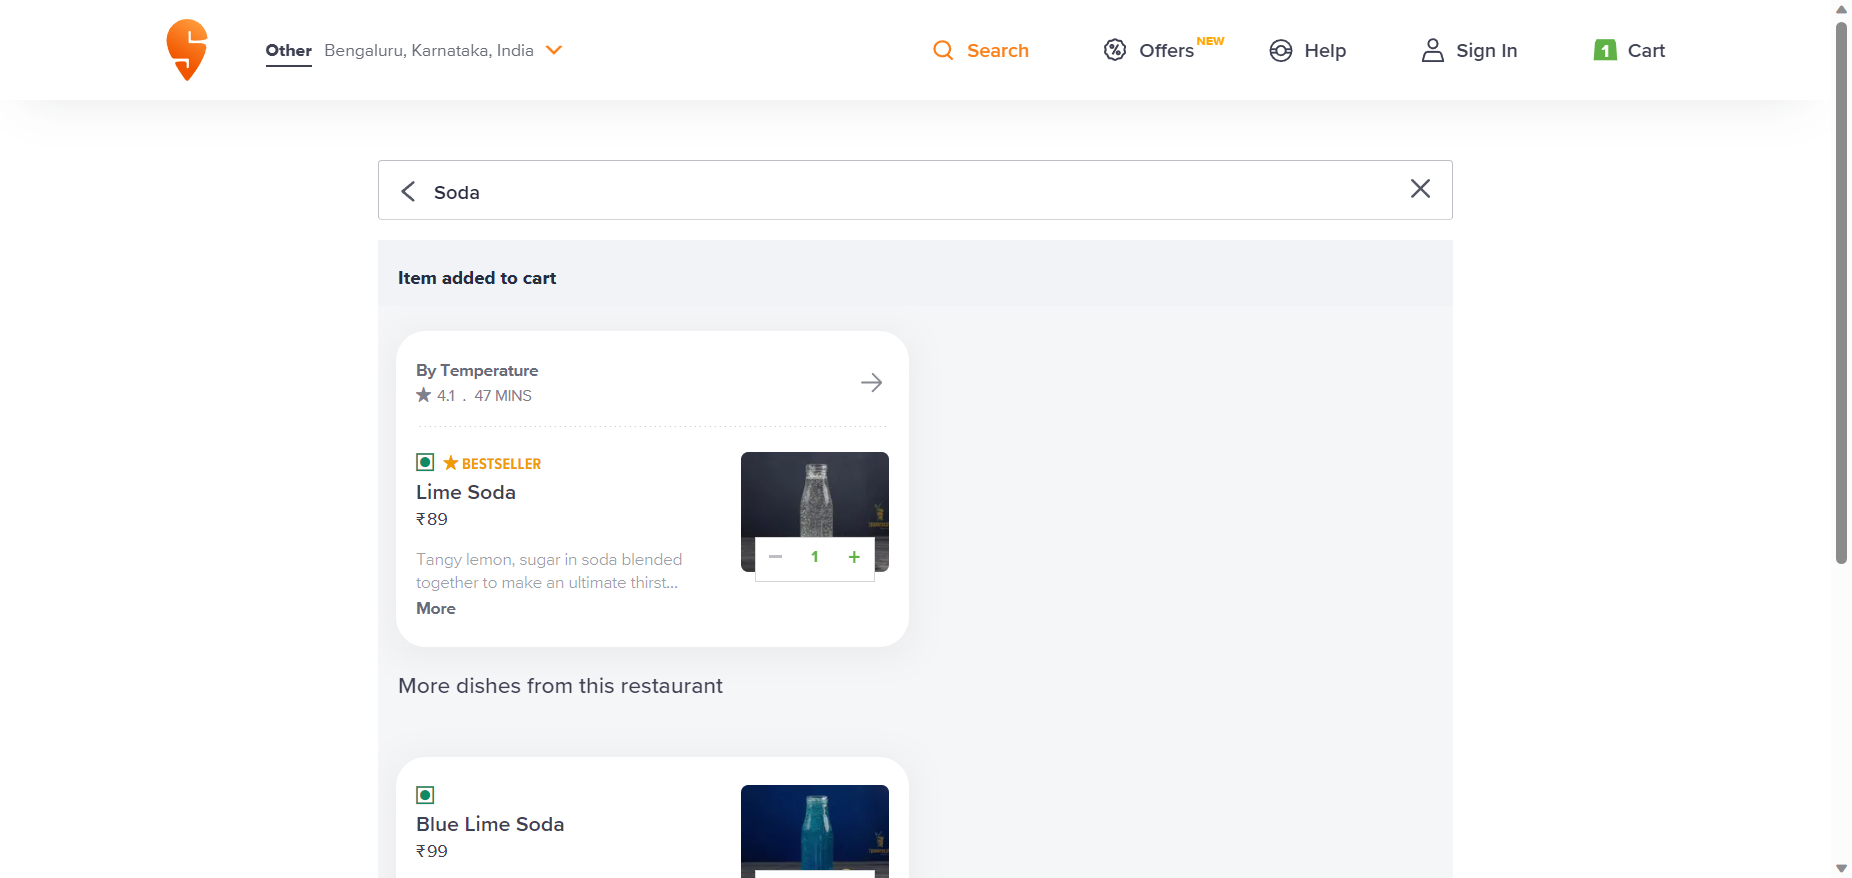 Other Bengaluru, Karnataka, India
Search
Offers NEW
Help
Sign In
1 Cart
Soda
Item added to cart
By Temperature
4.1 . 47 MINS
BESTSELLER
Lime Soda
₹89
Tangy lemon, sugar in soda blended
together to make an ultimate thirst...
More
1
More dishes from this restaurant
Blue Lime Soda
₹99